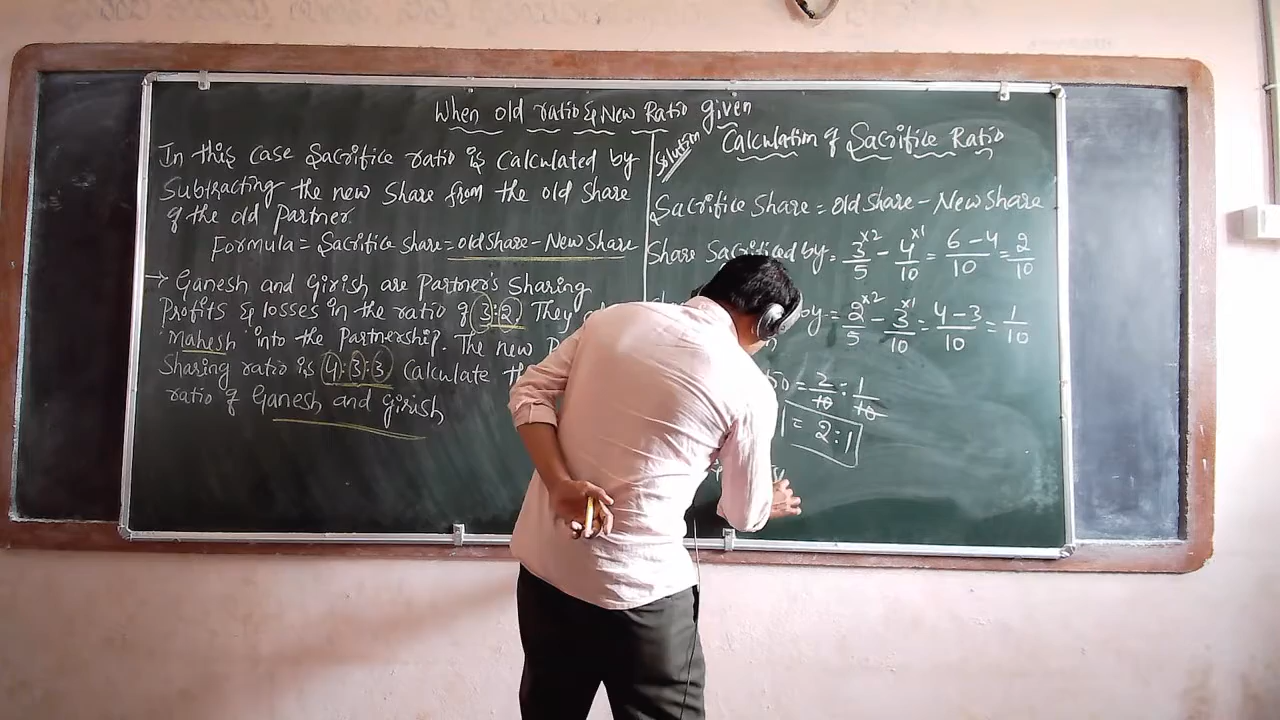 When old ratio & New Ratio given
In this case Sacrifice ratio is Calculated by
Subtracting the new Share from the old Share
of the old Partner
Formula = Sacrifice share = old share - New share
→ Ganesh and Girish are Partner's Sharing
Profits & losses in the ratio of 3:2. They
Mahesh into the Partnership. The new
Sharing ratio is 4:3:3 Calculate
ratio of Ganesh and Girish
Solution
Calculation of Sacrifice Ratio
Sacrifice Share = old share - New share
Share Sacrificed by = 3/5 ×2 - 4/10 ×1 = 6-4/10 = 2/10
by = 2/5 ×2 - 3/10 ×1 = 4-3/10 = 1/10
= 2/10 : 1/10
= 2:1